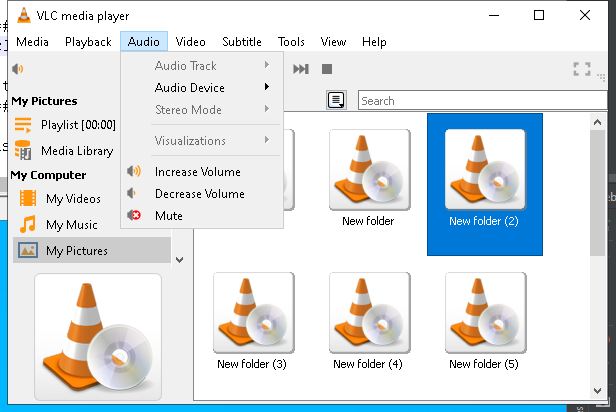 VLC media player
Media Playback Audio Video Subtitle Tools View Help
Audio Track
Audio Device
Stereo Mode
Visualizations
Increase Volume
Decrease Volume
Mute
My Pictures
Playlist [00:00]
Media Library
My Computer
My Videos
My Music
My Pictures
Search
New folder
New folder (2)
New folder (3)
New folder (4)
New folder (5)